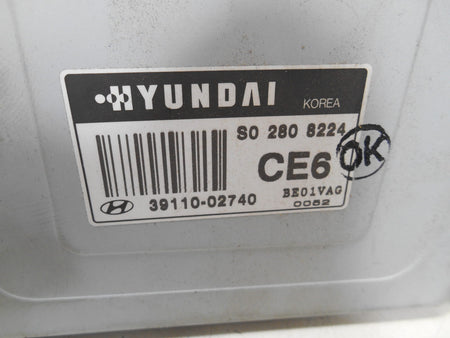 HYUNDAI KOREA
S0 280 8224
CE6 OK
BE01VAG
39110-02740 0052